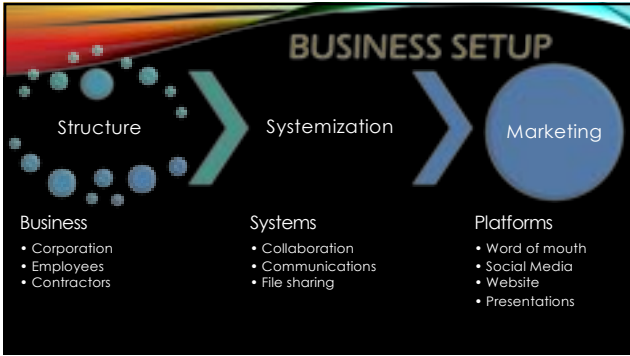 BUSINESS SETUP
Structure
Systemization
Marketing
Business
• Corporation
• Employees
• Contractors
Systems
• Collaboration
• Communications
• File sharing
Platforms
• Word of mouth
• Social Media
• Website
• Presentations